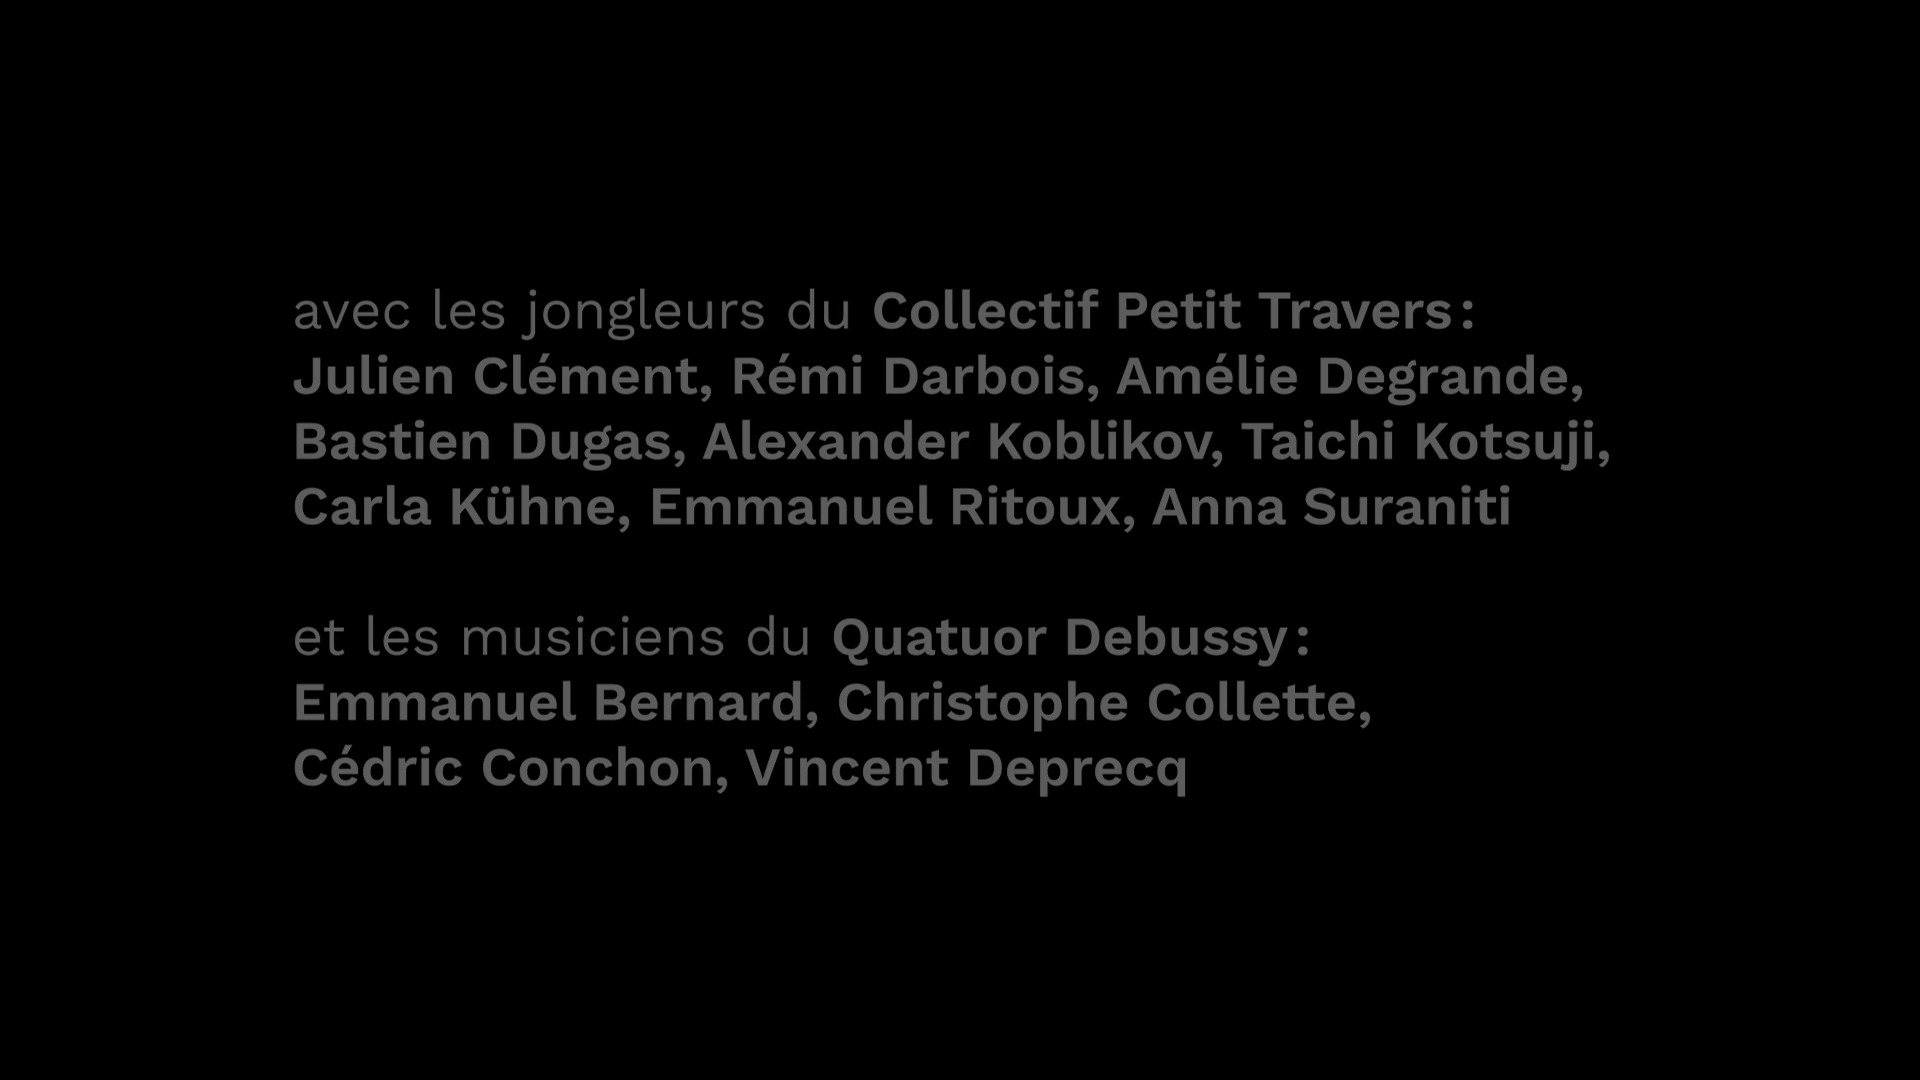 avec les jongleurs du Collectif Petit Travers :
Julien Clément, Rémi Darbois, Amélie Degrande,
Bastien Dugas, Alexander Koblikov, Taichi Kotsuji,
Carla Kühne, Emmanuel Ritoux, Anna Suraniti
et les musiciens du Quatuor Debussy :
Emmanuel Bernard, Christophe Collette,
Cédric Conchon, Vincent Deprecq